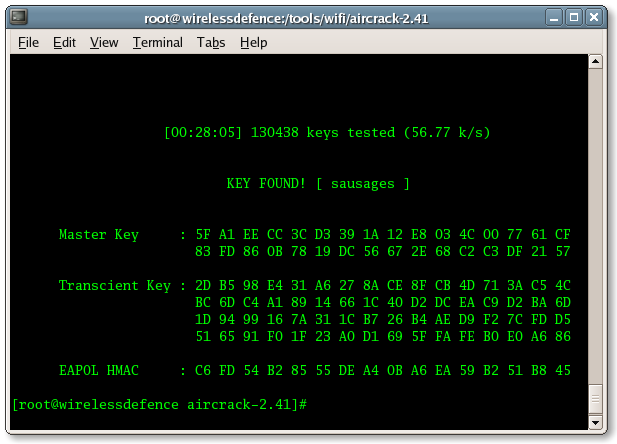 root@wirelessdefence:/tools/wifi/aircrack-2.41
File Edit View Terminal Tabs Help
[00:28:05] 130438 keys tested (56.77 k/s)
KEY FOUND! [ sausages ]
Master Key : 5F A1 EE CC 3C D3 39 1A 12 E8 03 4C 00 77 61 CF
83 FD 86 0B 78 19 DC 56 67 2E 68 C2 C3 DF 21 57
Transcient Key : 2D B5 98 E4 31 A6 27 8A CE 8F CB 4D 71 3A C5 4C
BC 6D C4 A1 89 14 66 1C 40 D2 DC EA C9 D2 BA 6D
1D 94 99 16 7A 31 1C B7 26 B4 AE D9 F2 7C FD D5
51 65 91 F0 1F 23 A0 D1 69 5F FA FE B0 E0 A6 86
EAPOL HMAC : C6 FD 54 B2 85 55 DE A4 0B A6 EA 59 B2 51 B8 45
[root@wirelessdefence aircrack-2.41]#